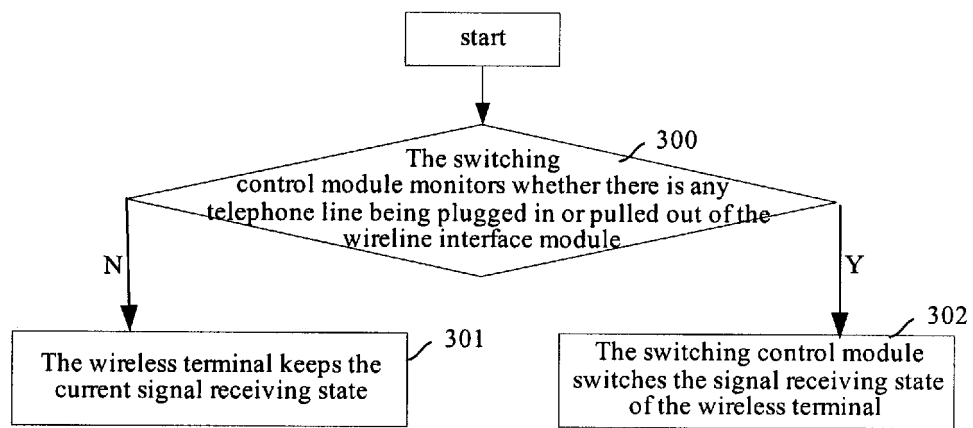 start
300
The switching
control module monitors whether there is any
telephone line being plugged in or pulled out of the
wireline interface module
N
Y
301
302
The wireless terminal keeps the
current signal receiving state
The switching control module
switches the signal receiving state
of the wireless terminal